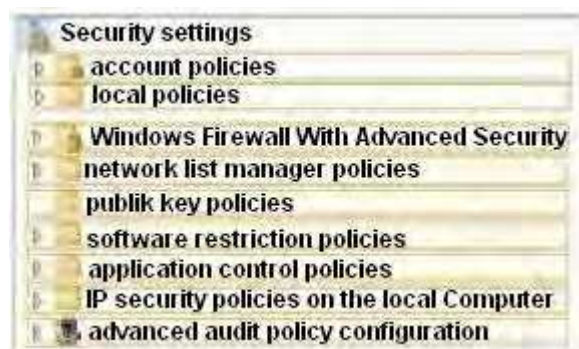 Security settings
account policies
local policies
Windows Firewall With Advanced Security
network list manager policies
publik key policies
software restriction policies
application control policies
IP security policies on the local Computer
advanced audit policy configuration